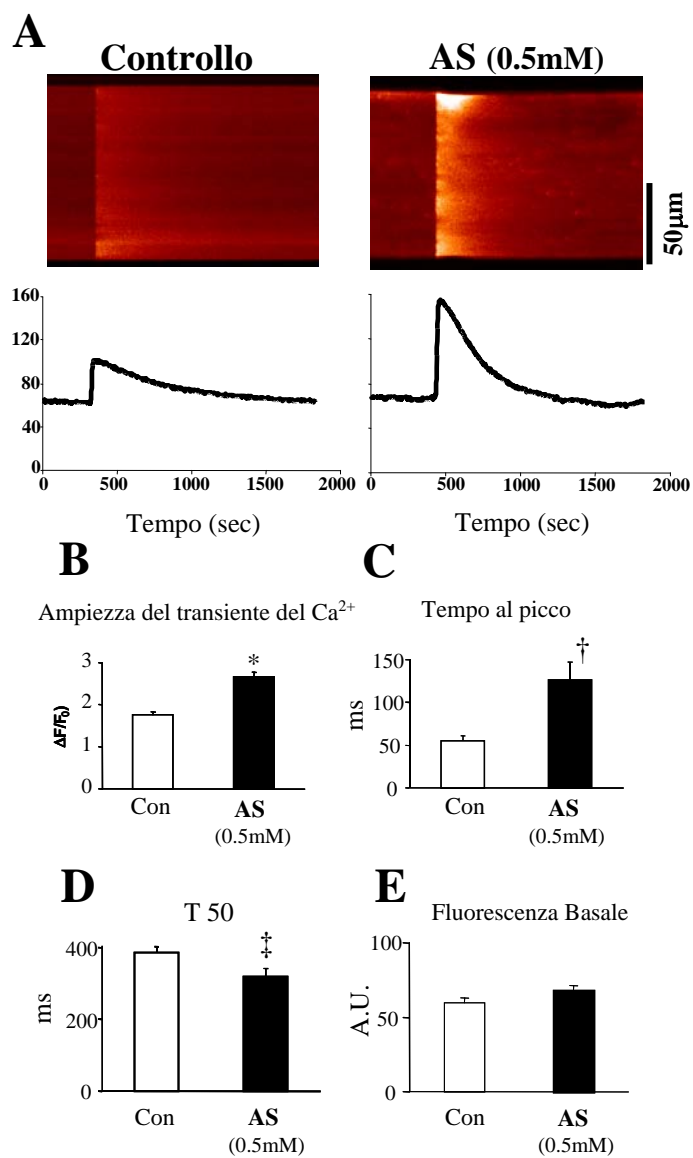 A
Controllo
AS (0.5mM)
50µm
160
120
80
40
0
0 500 1000 1500 2000
0 500 1000 1500 2000
Tempo (sec)
Tempo (sec)
B
C
Ampiezza del transiente del Ca²⁺
Tempo al picco
3
2
1
0
ΔF/F₀)
*
Con
AS
(0.5mM)
150
100
50
0
ms
†
Con
AS
(0.5mM)
D
E
T 50
Fluorescenza Basale
400
200
0
ms
‡
Con
AS
(0.5mM)
100
50
0
A.U.
Con
AS
(0.5mM)